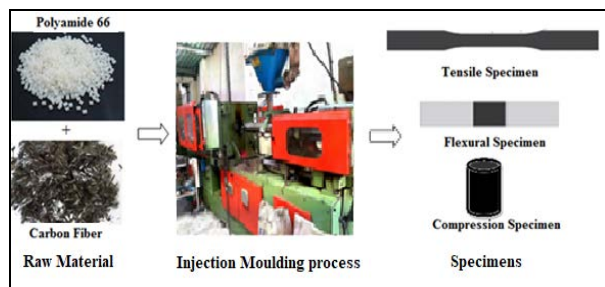 Polyamide 66
+
Carbon Fiber
Raw Material
Injection Moulding process
Tensile Specimen
Flexural Specimen
Compression Specimen
Specimens